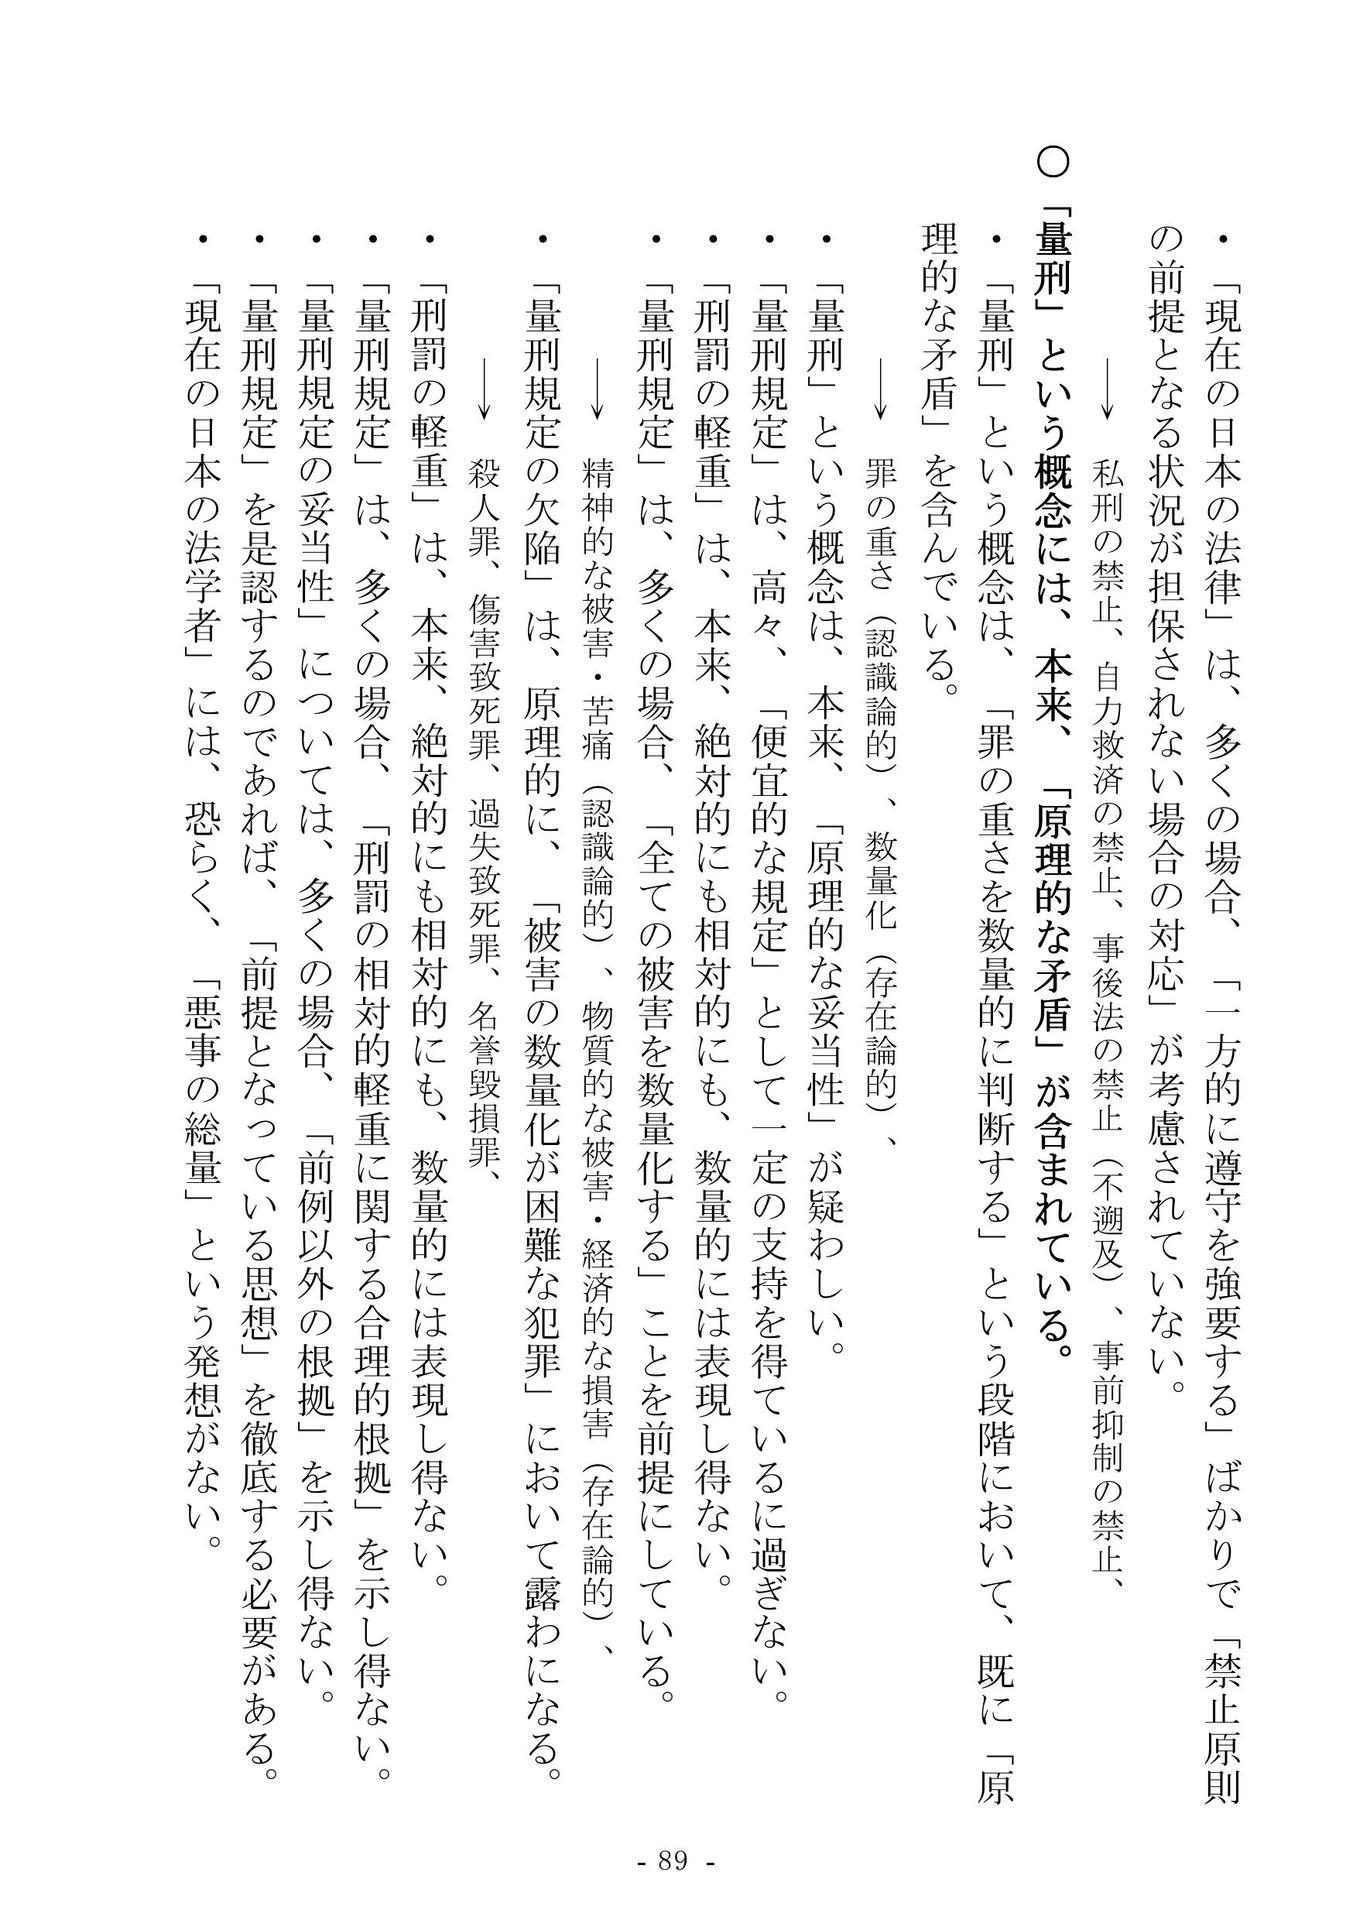 ・「現在の日本の法律」は、多くの場合、「一方的に遵守を強要する」ばかりで「禁止原則
の前提となる状況が担保されない場合の対応」が考慮されていない。
→ 私刑の禁止、自力救済の禁止、事後法の禁止（不遡及）、事前抑制の禁止、
〇「量刑」という概念には、本来、「原理的な矛盾」が含まれている。
・「量刑」という概念は、「罪の重さを数量的に判断する」という段階において、既に「原
理的な矛盾」を含んでいる。
→ 罪の重さ（認識論的）、数量化（存在論的）、
・「量刑」という概念は、本来、「原理的な妥当性」が疑わしい。
・「量刑規定」は、高々、「便宜的な規定」として一定の支持を得ているに過ぎない。
・「刑罰の軽重」は、本来、絶対的にも相対的にも、数量的には表現し得ない。
・「量刑規定」は、多くの場合、「全ての被害を数量化する」ことを前提にしている。
→ 精神的な被害・苦痛（認識論的）、物質的な被害・経済的な損害（存在論的）、
・「量刑規定の欠陥」は、原理的に、「被害の数量化が困難な犯罪」において露わになる。
→ 殺人罪、傷害致死罪、過失致死罪、名誉毀損罪、
・「刑罰の軽重」は、本来、絶対的にも相対的にも、数量的には表現し得ない。
・「量刑規定」は、多くの場合、「刑罰の相対的軽重に関する合理的根拠」を示し得ない。
・「量刑規定の妥当性」については、多くの場合、「前例以外の根拠」を示し得ない。
・「量刑規定」を是認するのであれば、「前提となっている思想」を徹底する必要がある。
・「現在の日本の法学者」には、恐らく、「悪事の総量」という発想がない。
- 89 -